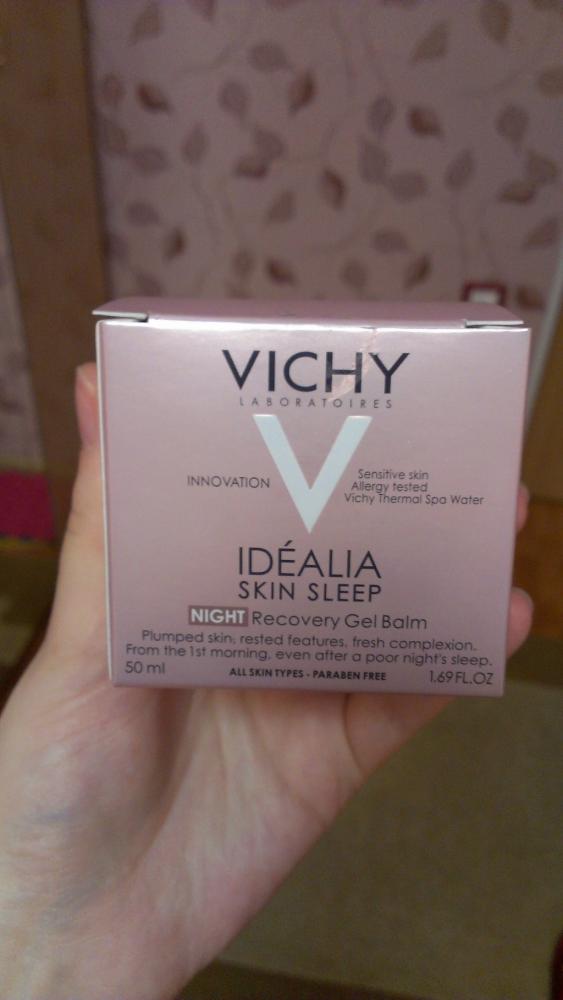 VICHY
LABORATOIRES
V
INNOVATION
Sensitive skin
Allergy tested
Vichy Thermal Spa Water
IDÉALIA
SKIN SLEEP
NIGHT Recovery Gel Balm
Plumped skin, rested features, fresh complexion.
From the 1st morning, even after a poor night's sleep.
50 ml ALL SKIN TYPES - PARABEN FREE 1.69 FL.OZ